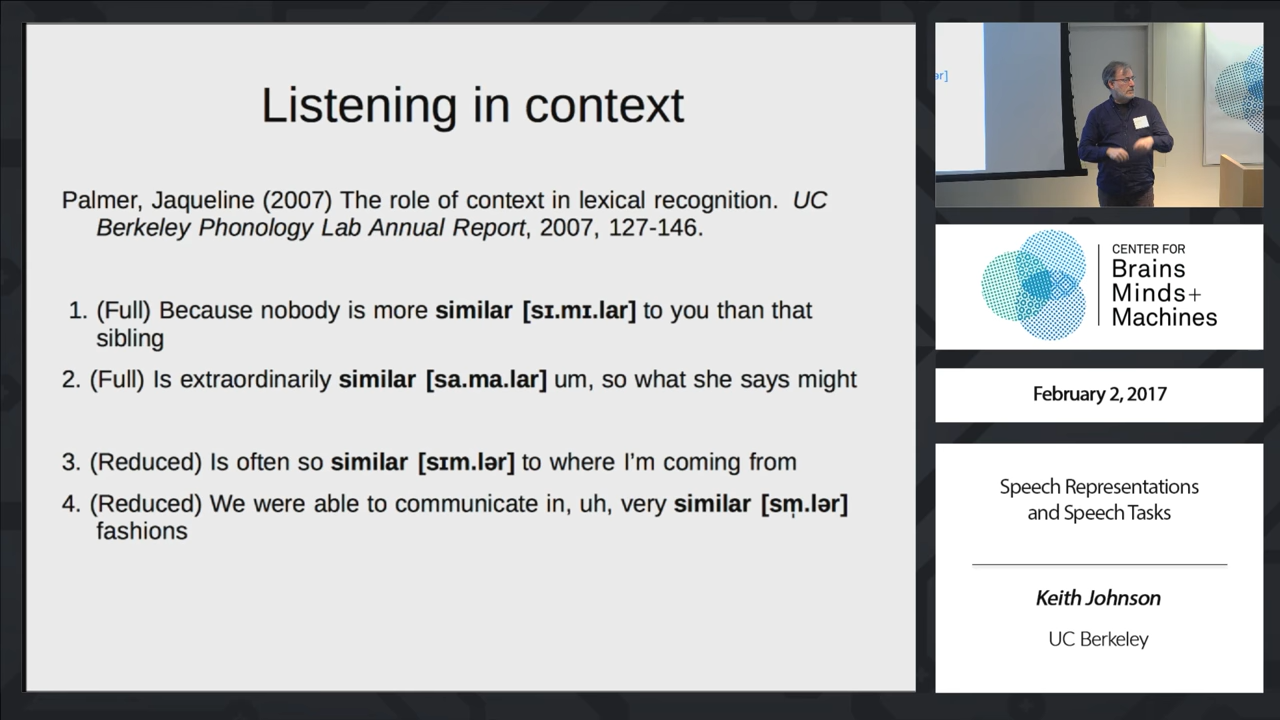 Listening in context
Palmer, Jaqueline (2007) The role of context in lexical recognition. UC
Berkeley Phonology Lab Annual Report, 2007, 127-146.
1. (Full) Because nobody is more similar [sɪ.mɪ.lar] to you than that
sibling
2. (Full) Is extraordinarily similar [sa.ma.lar] um, so what she says might
3. (Reduced) Is often so similar [sɪm.lər] to where I'm coming from
4. (Reduced) We were able to communicate in, uh, very similar [sm̩.lər]
fashions
ər]
CENTER FOR
Brains
Minds+
Machines
February 2, 2017
Speech Representations
and Speech Tasks
Keith Johnson
UC Berkeley